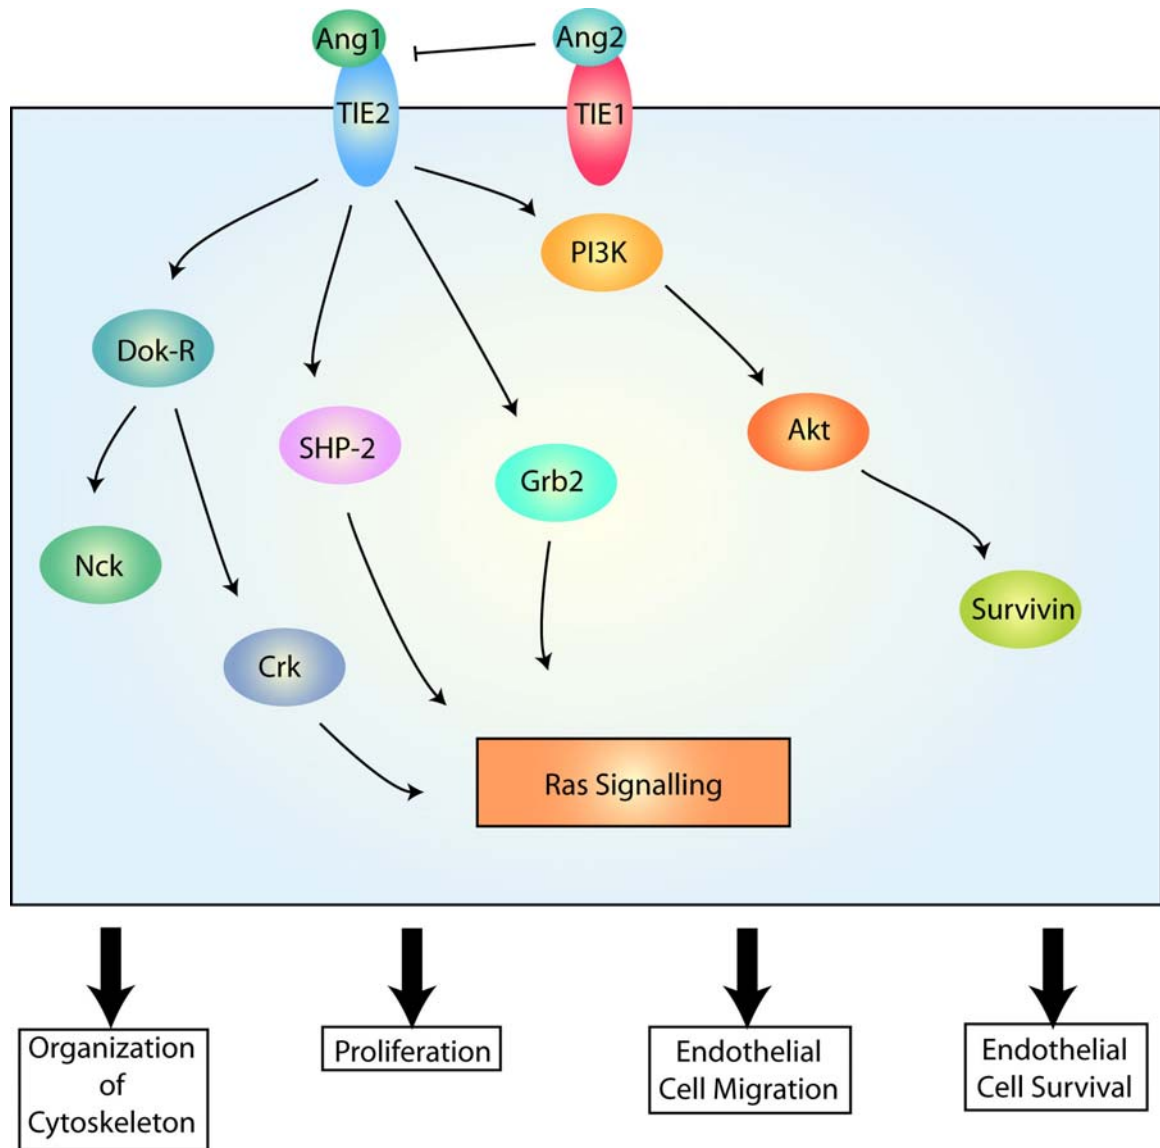 Ang1
Ang2
TIE2
TIE1
PI3K
Dok-R
Akt
SHP-2
Grb2
Nck
Survivin
Crk
Ras Signalling
Organization
of
Cytoskeleton
Proliferation
Endothelial
Cell Migration
Endothelial
Cell Survival